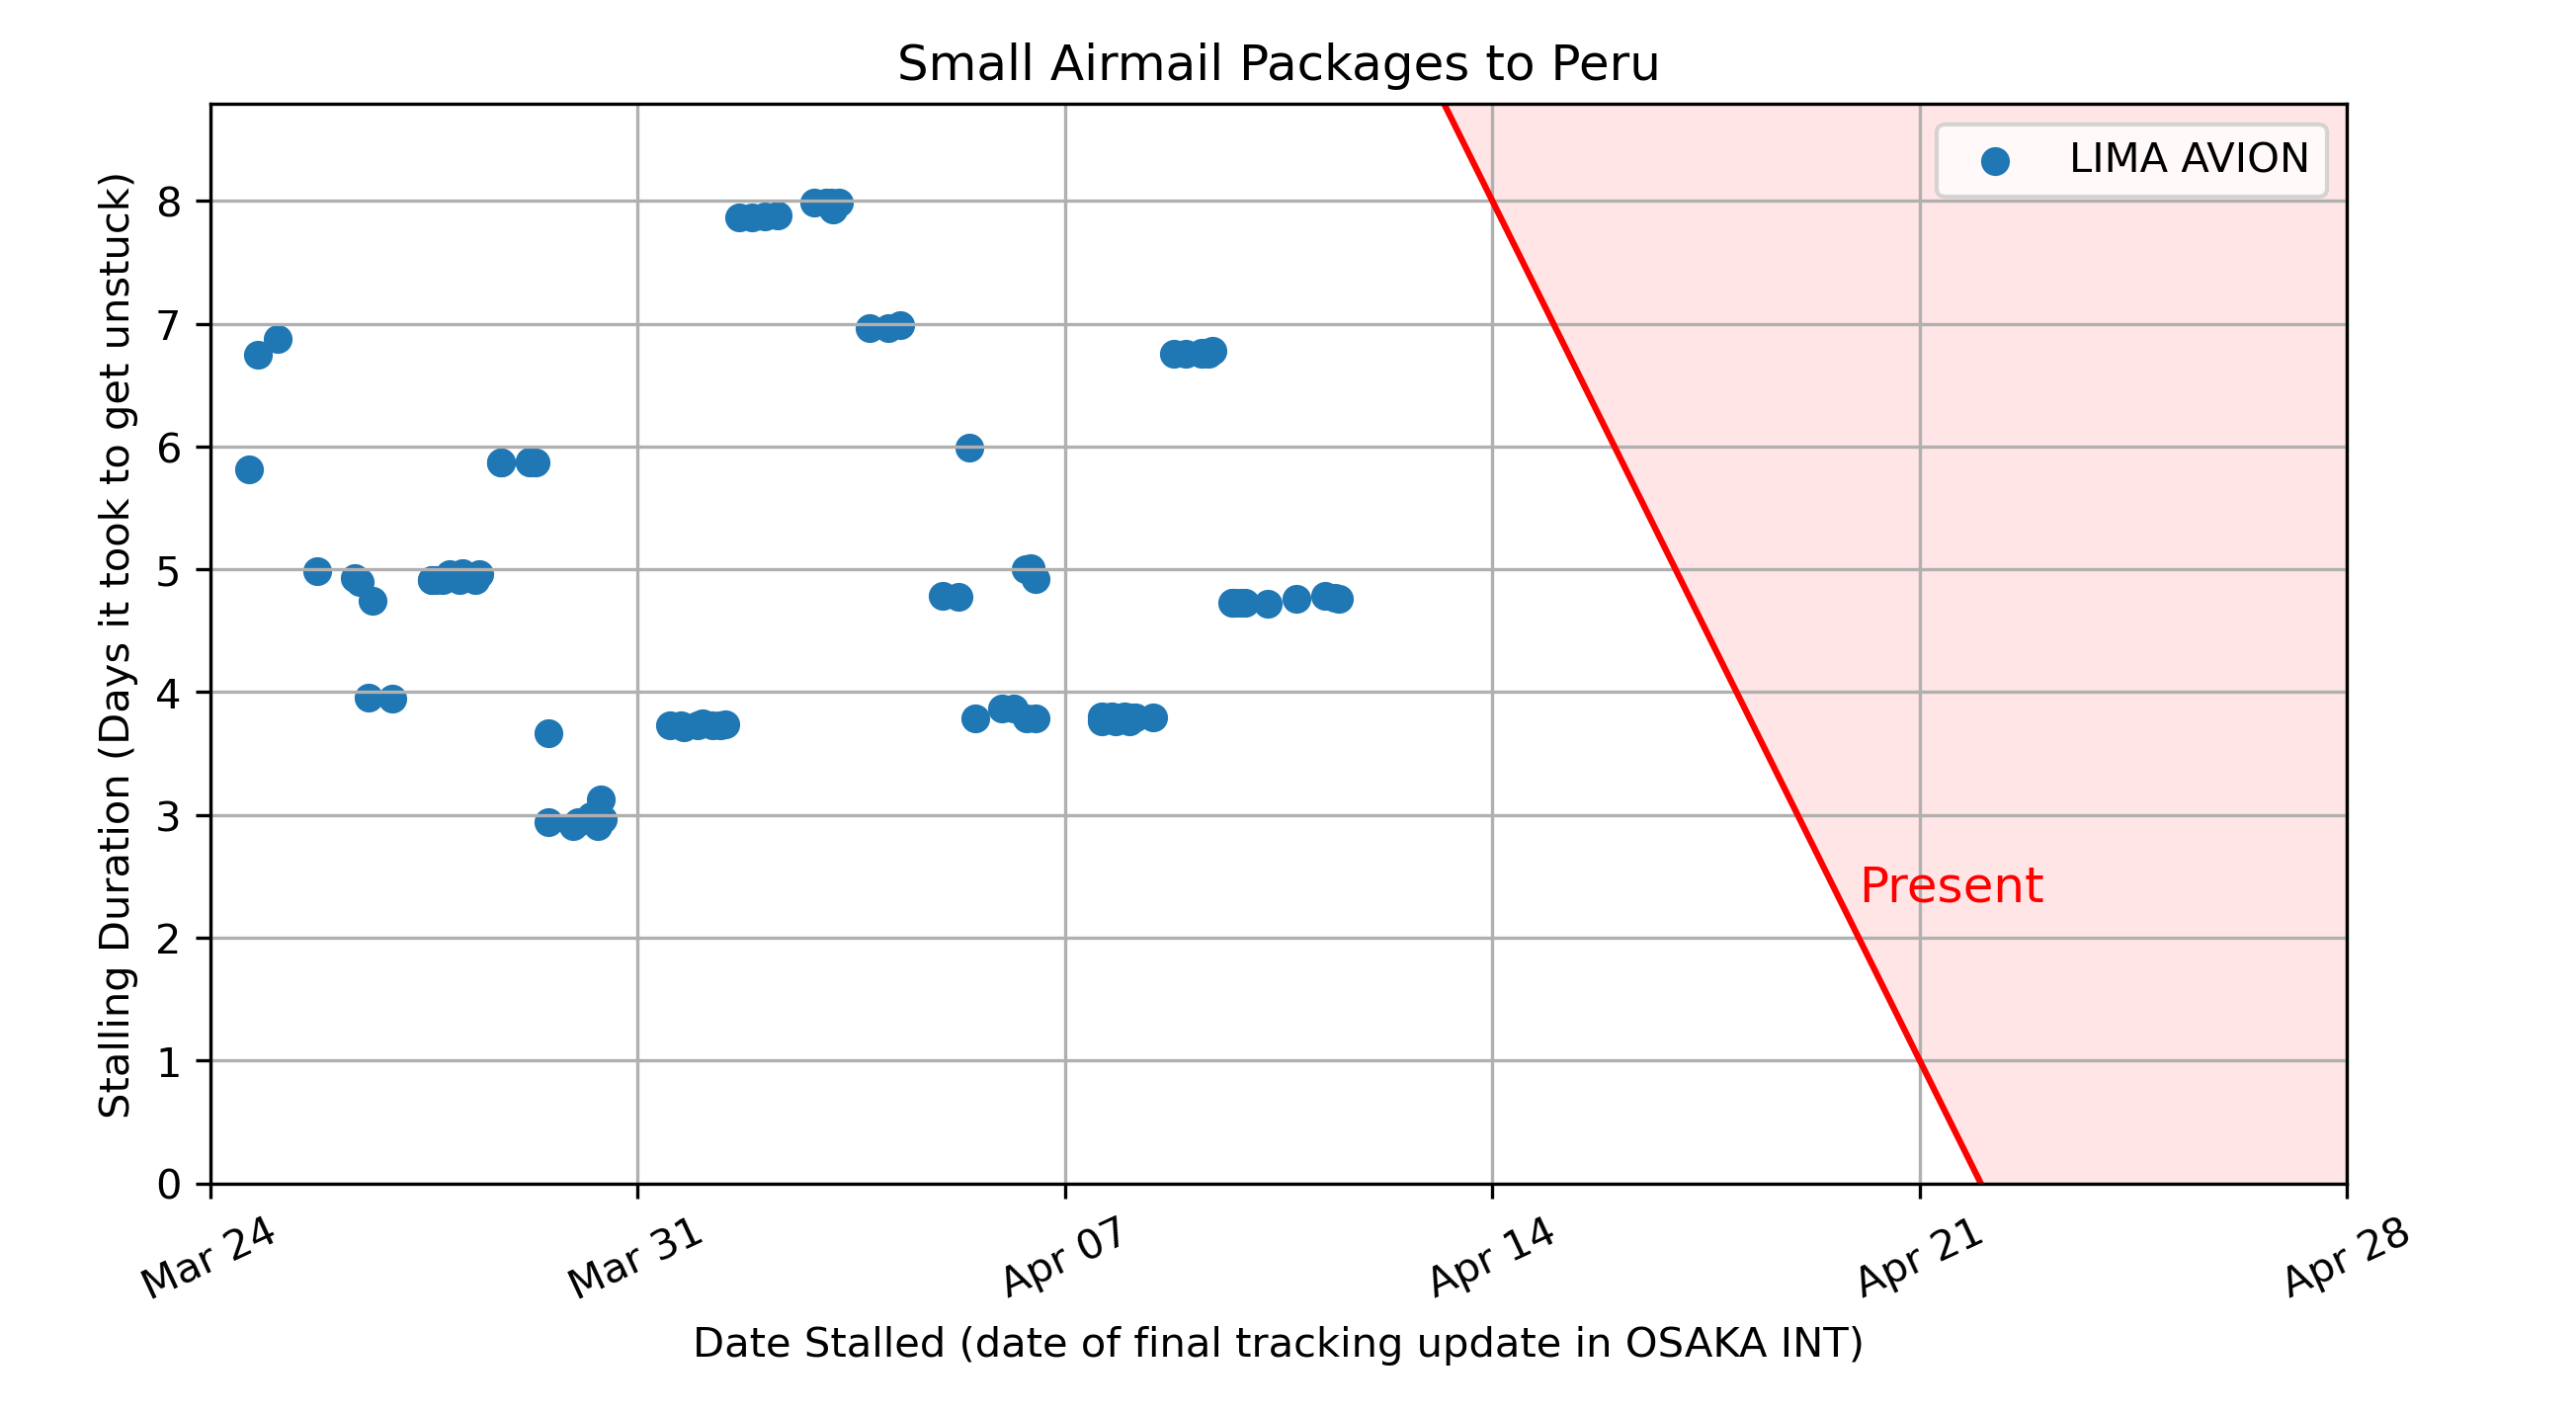 Small Airmail Packages to Peru
LIMA AVION
Stalling Duration (Days it took to get unstuck)
8
7
6
5
4
3
2
1
0
Present
Mar 24
Mar 31
Apr 07
Apr 14
Apr 21
Apr 28
Date Stalled (date of final tracking update in OSAKA INT)